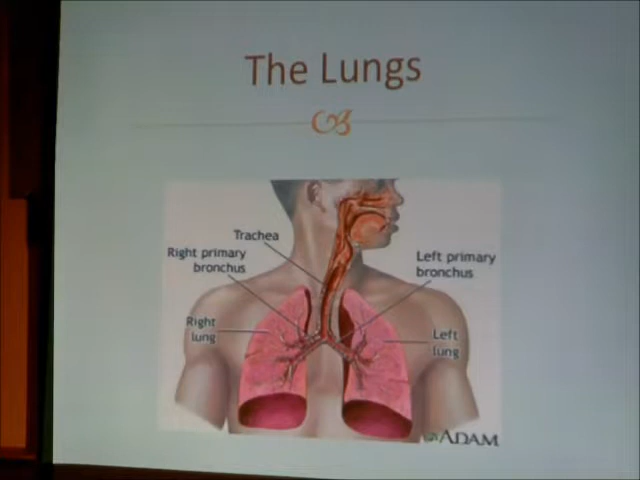 The Lungs
Trachea
Right primary
bronchus
Left primary
bronchus
Right
lung
Left
lung
ADAM